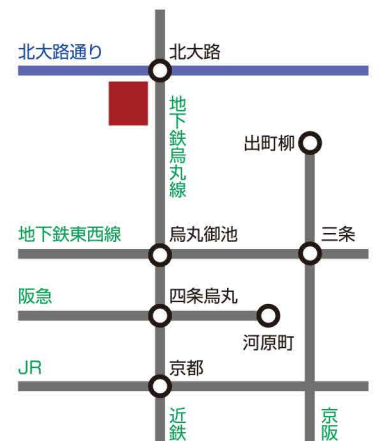 北大路通り
北大路
地下鉄烏丸線
出町柳
地下鉄東西線
烏丸御池
三条
阪急
四条烏丸
河原町
JR
京都
近鉄
京阪